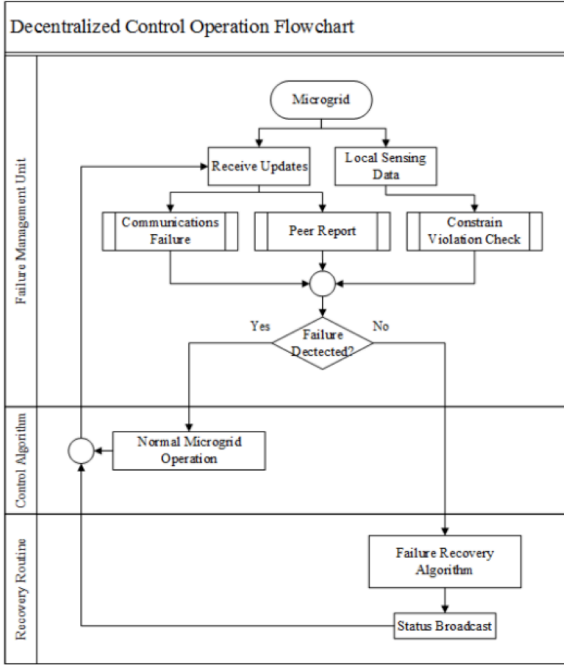 Decentralized Control Operation Flowchart
Failure Management Unit
Microgrid
Receive Updates
Local Sensing
Data
Communications
Failure
Peer Report
Constrain
Violation Check
Yes
No
Failure
Dectected?
Control Algorithm
Normal Microgrid
Operation
Recovery Routine
Failure Recovery
Algorithm
Status Broadcast